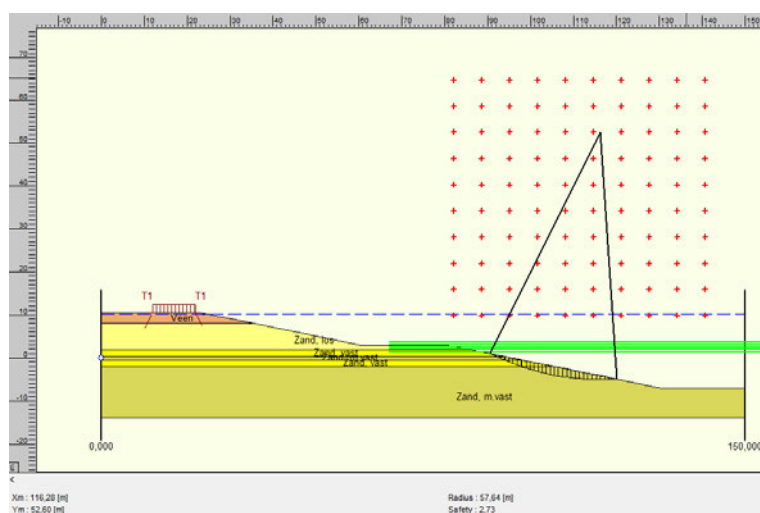 -10 0 10 20 30 40 50 60 70 80 90 100 110 120 130 140 150
70
60
50
40
30
20
10
0
-10
-20
T1 T1
Veen
Zand, los
Zand, vast
Zand, vast
Zand, m.vast
0,000 150,000
Xm : 116,28 [m] Radius : 57,64 [m]
Ym : 52,60 [m] Safety : 2,73